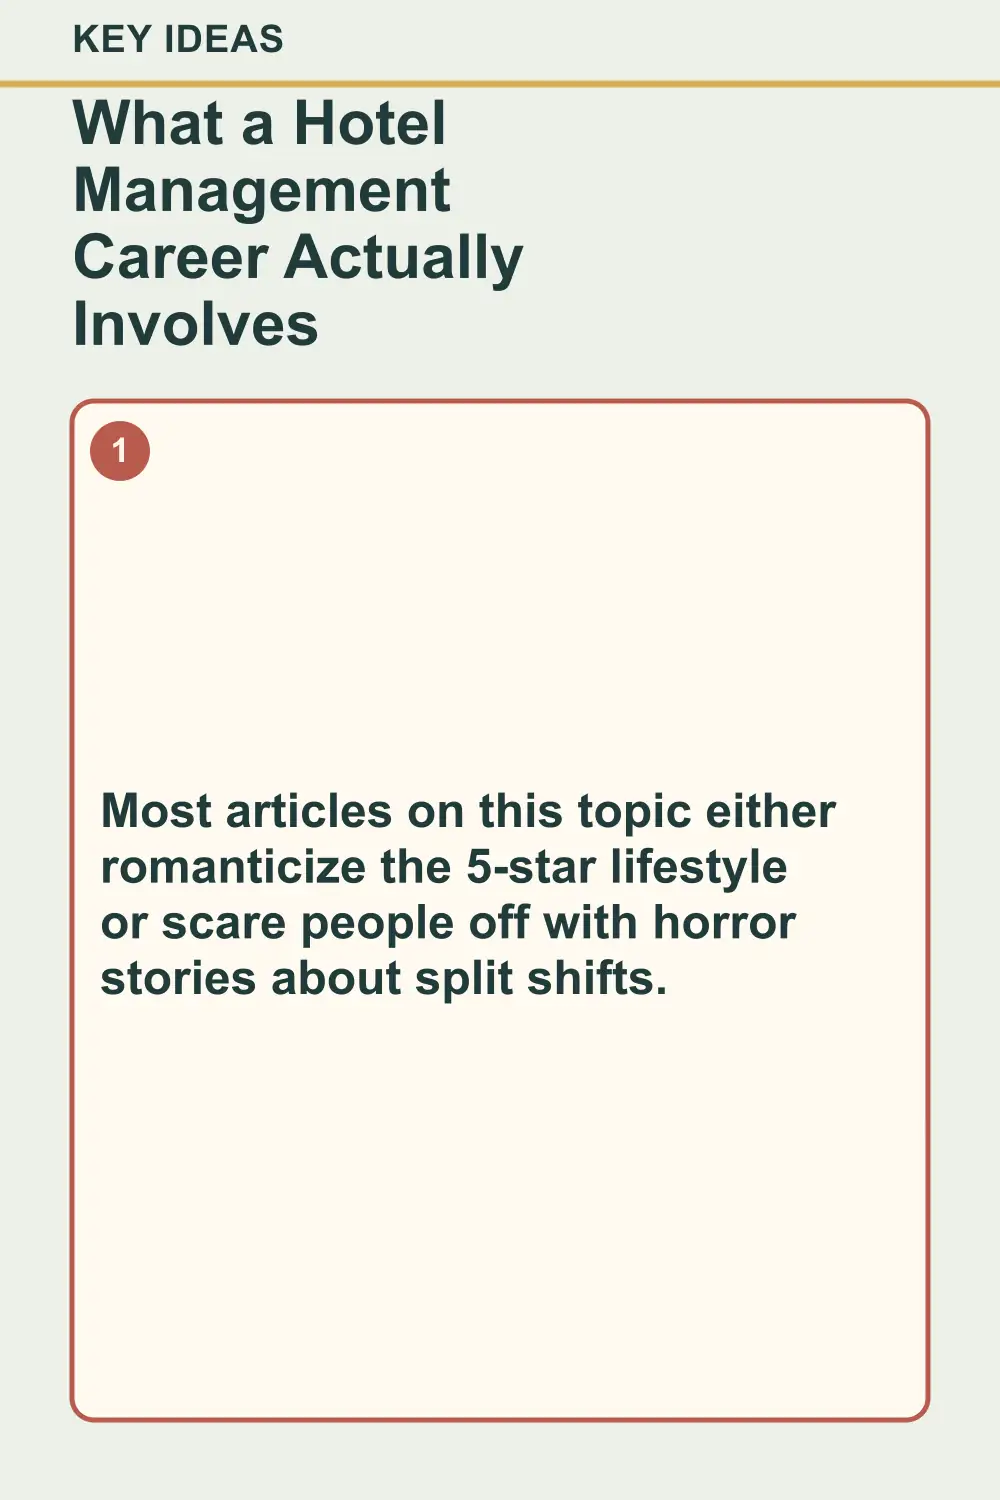 KEY IDEAS
What a Hotel
Management
Career Actually
Involves
1
Most articles on this topic either
romanticize the 5-star lifestyle
or scare people off with horror
stories about split shifts.